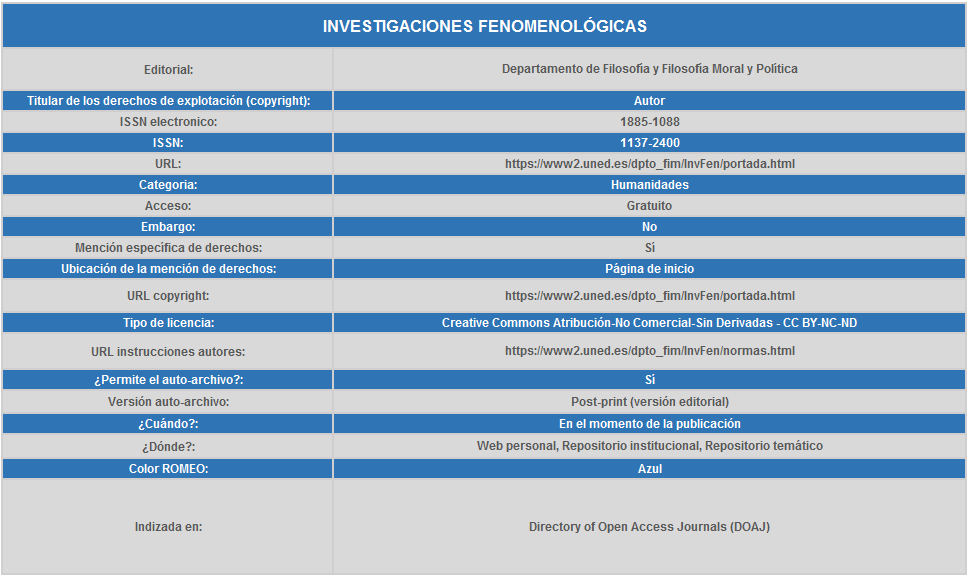 INVESTIGACIONES FENOMENOLÓGICAS
Editorial: Departamento de Filosofía y Filosofía Moral y Política
Titular de los derechos de explotación (copyright): Autor
ISSN electronico: 1885-1088
ISSN: 1137-2400
URL: https://www2.uned.es/dpto_fim/InvFen/portada.html
Categoria: Humanidades
Acceso: Gratuito
Embargo: No
Mención específica de derechos: Sí
Ubicación de la mención de derechos: Página de inicio
URL copyright: https://www2.uned.es/dpto_fim/InvFen/portada.html
Tipo de licencia: Creative Commons Atribución-No Comercial-Sin Derivadas - CC BY-NC-ND
URL instrucciones autores: https://www2.uned.es/dpto_fim/InvFen/normas.html
¿Permite el auto-archivo?: Sí
Versión auto-archivo: Post-print (versión editorial)
¿Cuándo?: En el momento de la publicación
¿Dónde?: Web personal, Repositorio institucional, Repositorio temático
Color ROMEO: Azul
Indizada en: Directory of Open Access Journals (DOAJ)